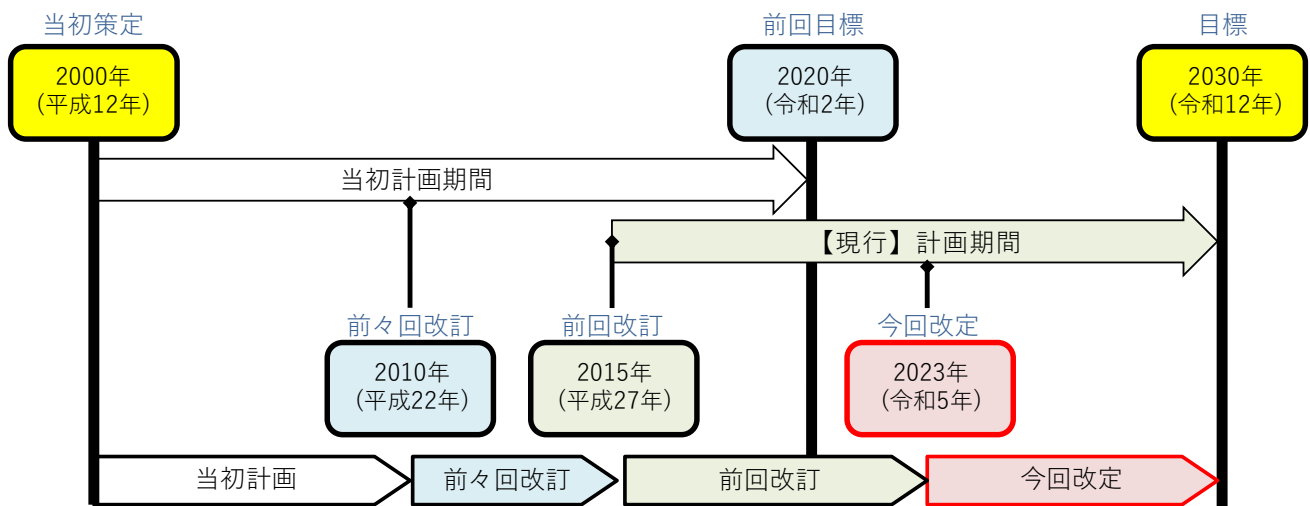 当初策定
前回目標
目標
2000年
(平成12年)
2020年
(令和2年)
2030年
(令和12年)
当初計画期間
【現行】計画期間
前々回改訂
前回改訂
今回改定
2010年
(平成22年)
2015年
(平成27年)
2023年
(令和5年)
当初計画
前々回改訂
前回改訂
今回改定